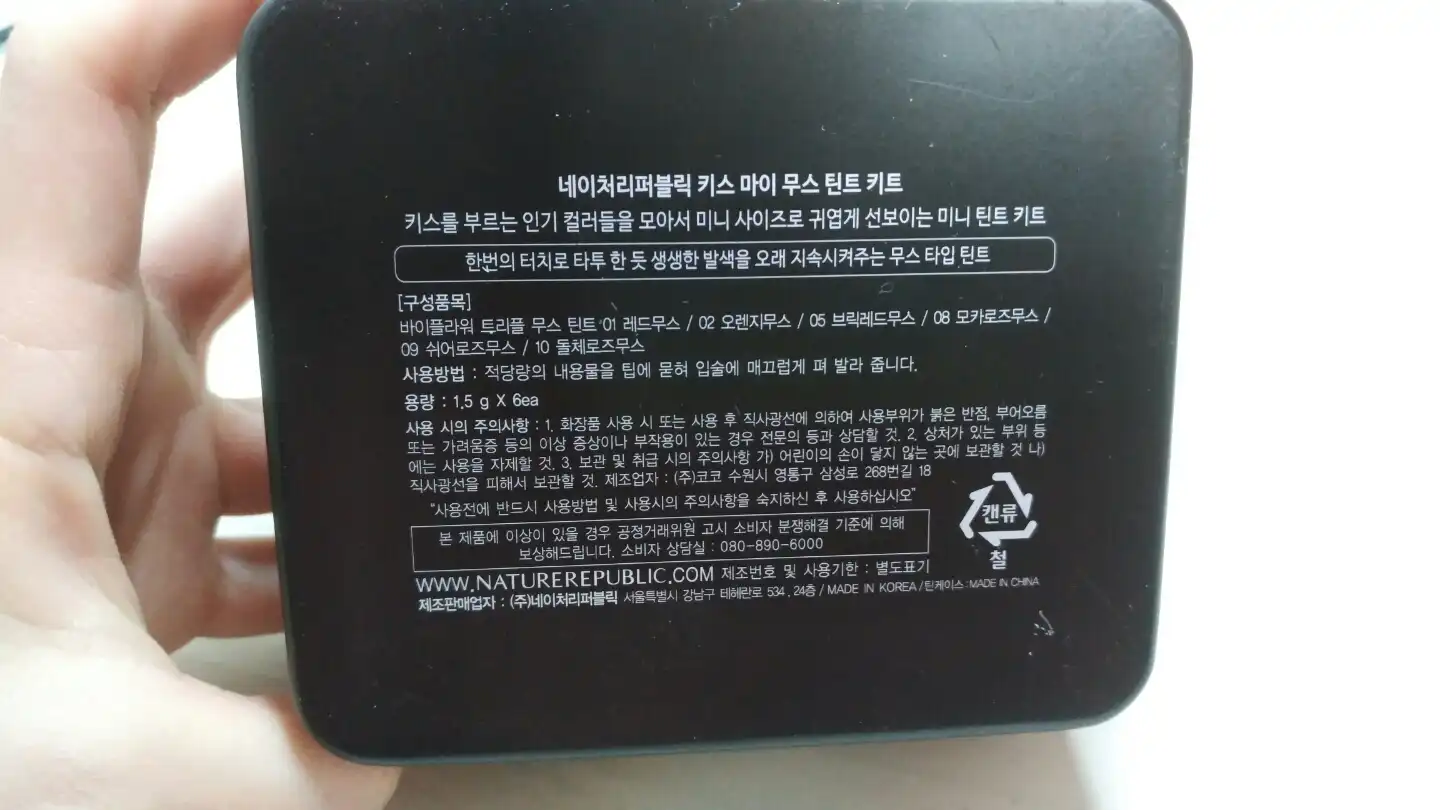 네이처리퍼블릭 키스 마이 무스 틴트 키트
키스를 부르는 인기 컬러들을 모아서 미니 사이즈로 귀엽게 선보이는 미니 틴트 키트
한번의 터치로 타투 한 듯 생생한 발색을 오래 지속시켜주는 무스 타입 틴트
[구성품목]
바이플라워 트리플 무스 틴트 01 레드무스 / 02 오렌지무스 / 05 브릭레드무스 / 08 모카로즈무스 /
09 쉬어로즈무스 / 10 돌체로즈무스
사용방법 : 적당량의 내용물을 팁에 묻혀 입술에 매끄럽게 펴 발라 줍니다.
용량 : 1.5 g X 6ea
사용 시의 주의사항 : 1. 화장품 사용 시 또는 사용 후 직사광선에 의하여 사용부위가 붉은 반점, 부어오름
또는 가려움증 등의 이상 증상이나 부작용이 있는 경우 전문의 등과 상담할 것. 2. 상처가 있는 부위 등
에는 사용을 자제할 것. 3. 보관 및 취급 시의 주의사항 가) 어린이의 손이 닿지 않는 곳에 보관할 것 나)
직사광선을 피해서 보관할 것. 제조업자 : (주)코코 수원시 영통구 삼성로 268번길 18
"사용전에 반드시 사용방법 및 사용시의 주의사항을 숙지하신 후 사용하십시오"
본 제품에 이상이 있을 경우 공정거래위원 고시 소비자 분쟁해결 기준에 의해
보상해드립니다. 소비자 상담실 : 080-890-6000
캔류
철
WWW.NATUREREPUBLIC.COM 제조번호 및 사용기한 : 별도표기
제조판매업자 : (주)네이처리퍼블릭 서울특별시 강남구 테헤란로 534, 24층 / MADE IN KOREA / 틴케이스 : MADE IN CHINA